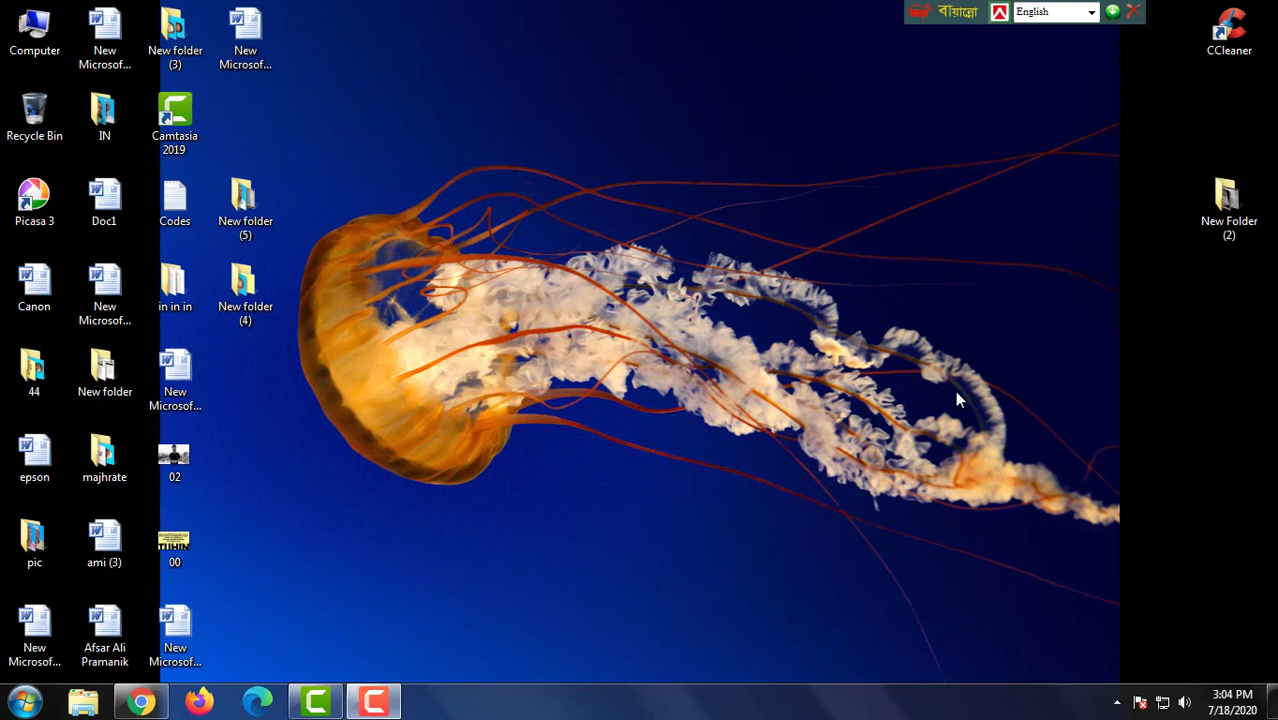 বায়ান্নো
English
Computer
New
Microsof...
New folder
(3)
New
Microsof...
CCleaner
Recycle Bin
IN
Camtasia
2019
Picasa 3
Doc1
Codes
New folder
(5)
New Folder
(2)
Canon
New
Microsof...
in in in
New folder
(4)
44
New folder
New
Microsof...
epson
majhrate
02
pic
ami (3)
TUHIN
00
New
Microsof...
Afsar Ali
Pramanik
New
Microsof...
3:04 PM
7/18/2020